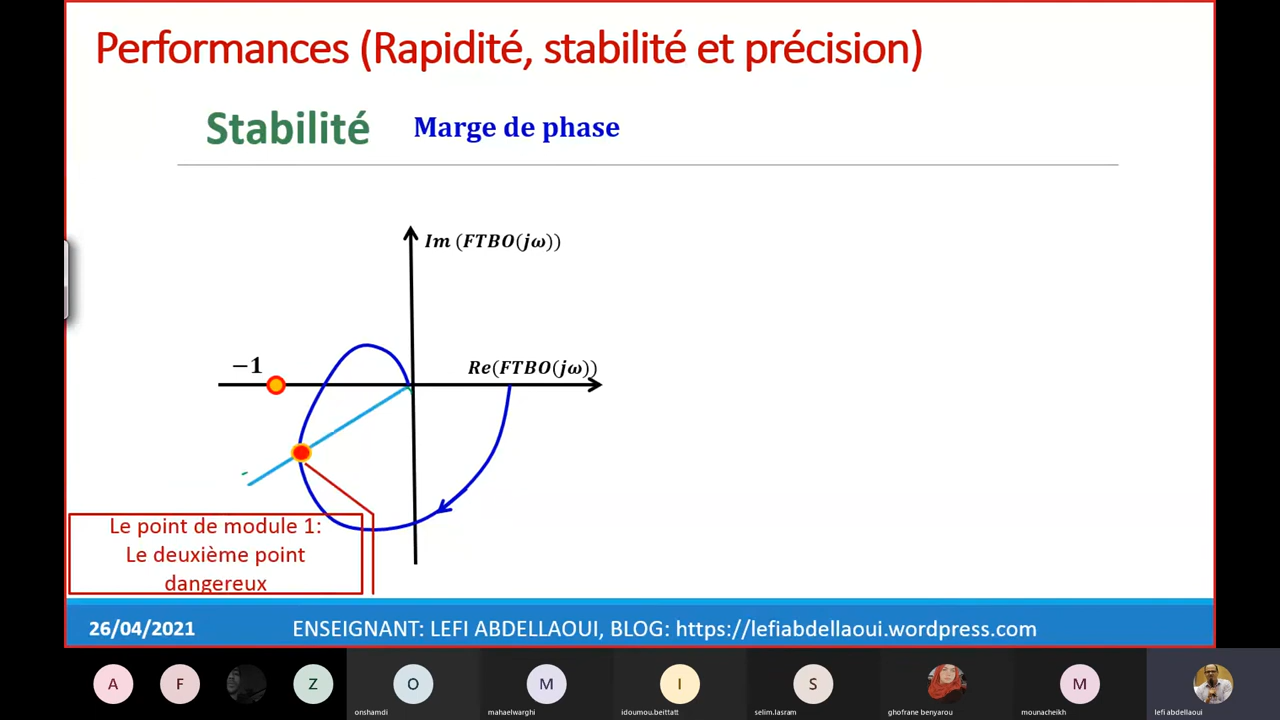 Performances (Rapidité, stabilité et précision)
Stabilité Marge de phase
Im (FTBO(jω))
−1
Re(FTBO(jω))
Le point de module 1:
Le deuxième point
dangereux
26/04/2021 ENSEIGNANT: LEFI ABDELLAOUI, BLOG: https://lefiabdellaoui.wordpress.com
A F Z O M I S M
onshamdi mahaelwarghi idoumou.beittatt selim.lasram ghofrane benyarou mounacheikh lefi abdellaoui